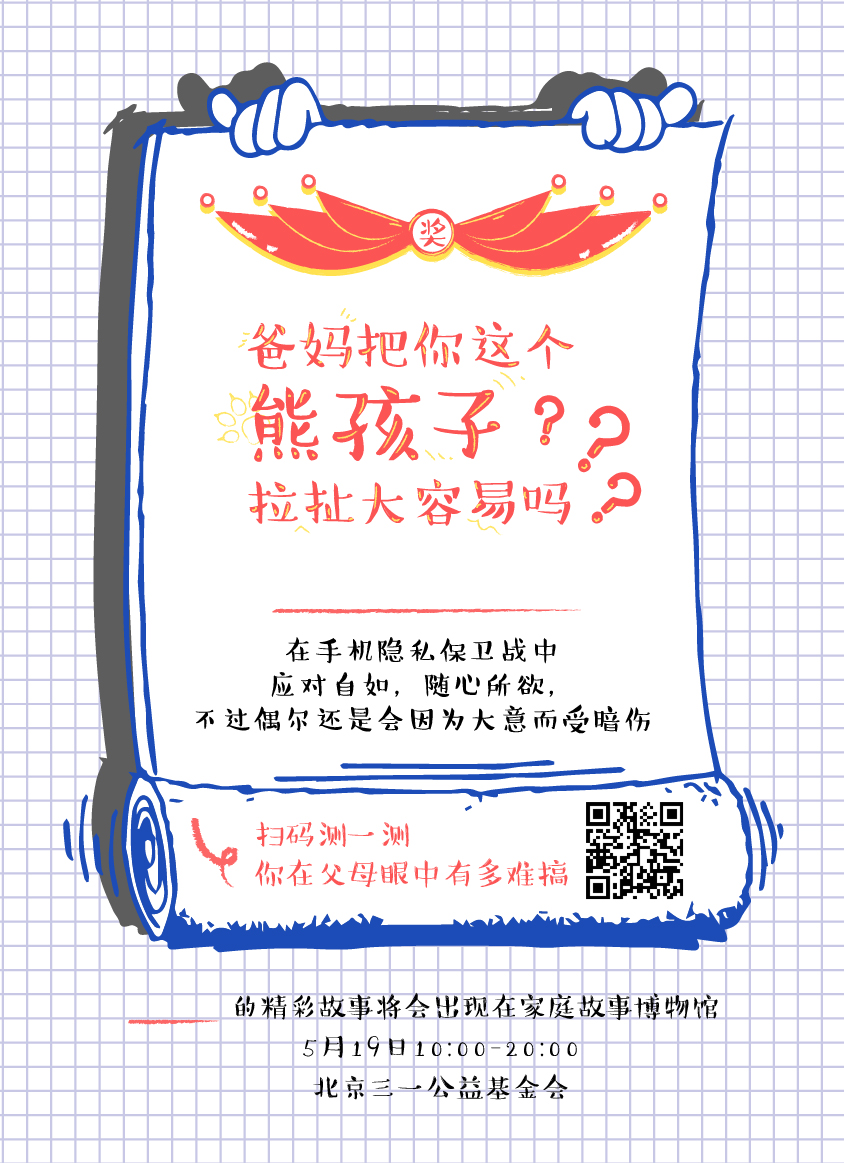 奖
爸妈把你这个
熊孩子???
拉扯大容易吗
在手机隐私保卫战中
应对自如，随心所欲，
不过偶尔还是会因为大意而受暗伤
扫码测一测
你在父母眼中有多难搞
的精彩故事将会出现在家庭故事博物馆
5月19日10:00-20:00
北京三一公益基金会